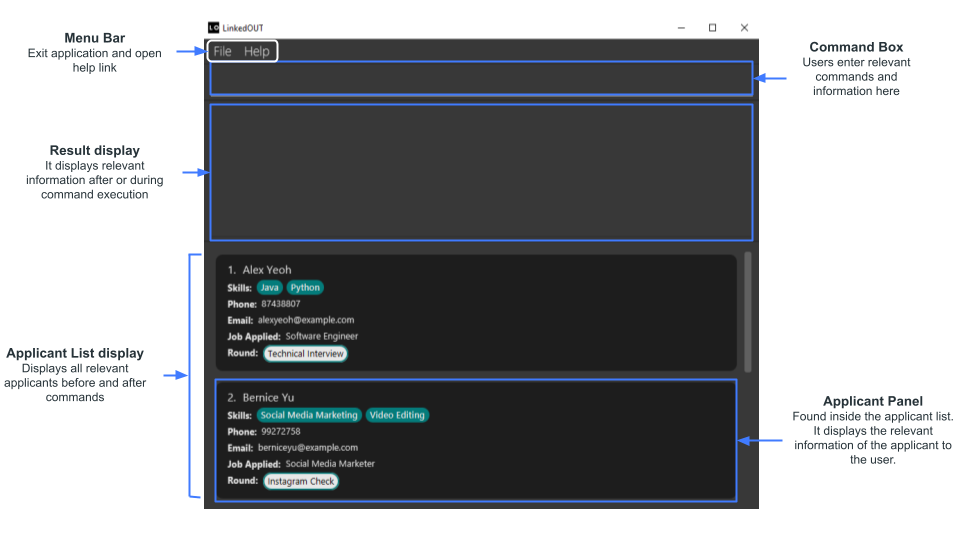 LO LinkedOUT
Menu Bar
Exit application and open
help link
File Help
Command Box
Users enter relevant
commands and
information here
Result display
It displays relevant
information after or during
command execution
Applicant List display
Displays all relevant
applicants before and after
commands
1. Alex Yeoh
Skills: Java Python
Phone: 87438807
Email: alexyeoh@example.com
Job Applied: Software Engineer
Round: Technical Interview
2. Bernice Yu
Skills: Social Media Marketing Video Editing
Phone: 99272758
Email: berniceyu@example.com
Job Applied: Social Media Marketer
Round: Instagram Check
Applicant Panel
Found inside the applicant list.
It displays the relevant
information of the applicant to
the user.